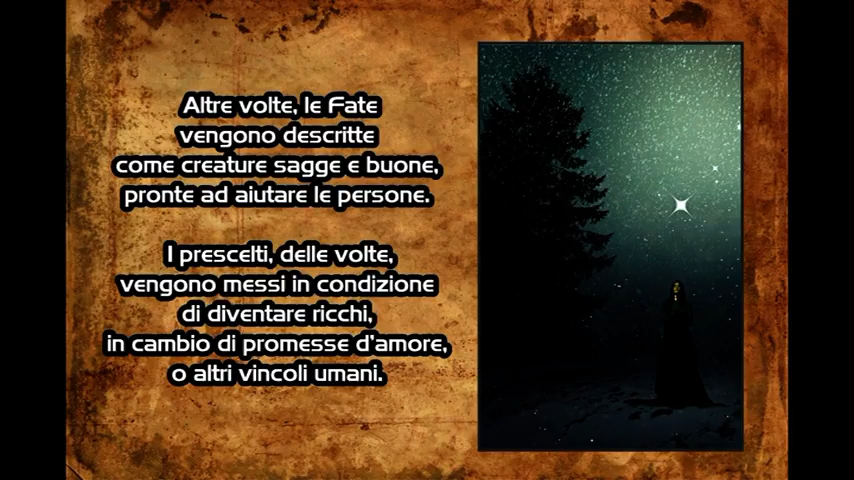 Altre volte, le Fate
vengono descritte
come creature sagge e buone,
pronte ad aiutare le persone.
I prescelti, delle volte,
vengono messi in condizione
di diventare ricchi,
in cambio di promesse d'amore,
o altri vincoli umani.